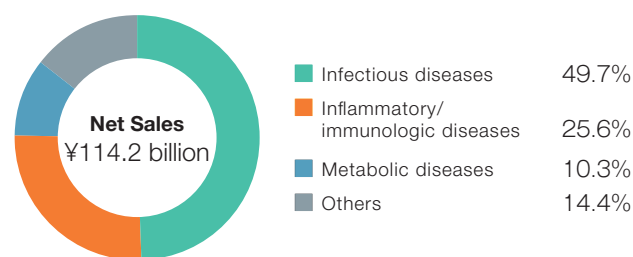 Net Sales
¥114.2 billion
Infectious diseases 49.7%
Inflammatory/
immunologic diseases 25.6%
Metabolic diseases 10.3%
Others 14.4%